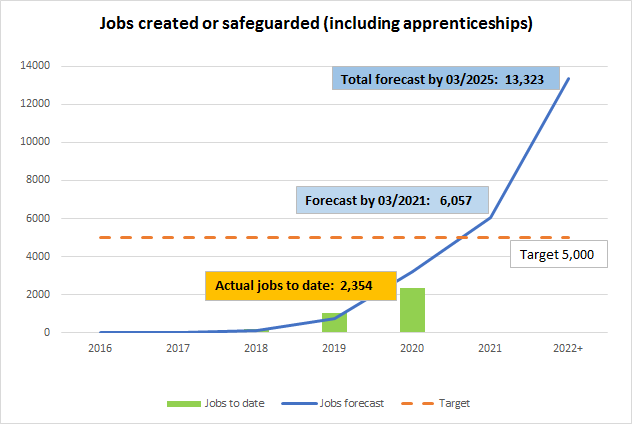 Jobs created or safeguarded (including apprenticeships)
14000
Total forecast by 03/2025: 13,323
12000
10000
8000
Forecast by 03/2021: 6,057
6000
Target 5,000
4000
Actual jobs to date: 2,354
2000
0
2016 2017 2018 2019 2020 2021 2022+
Jobs to date Jobs forecast Target